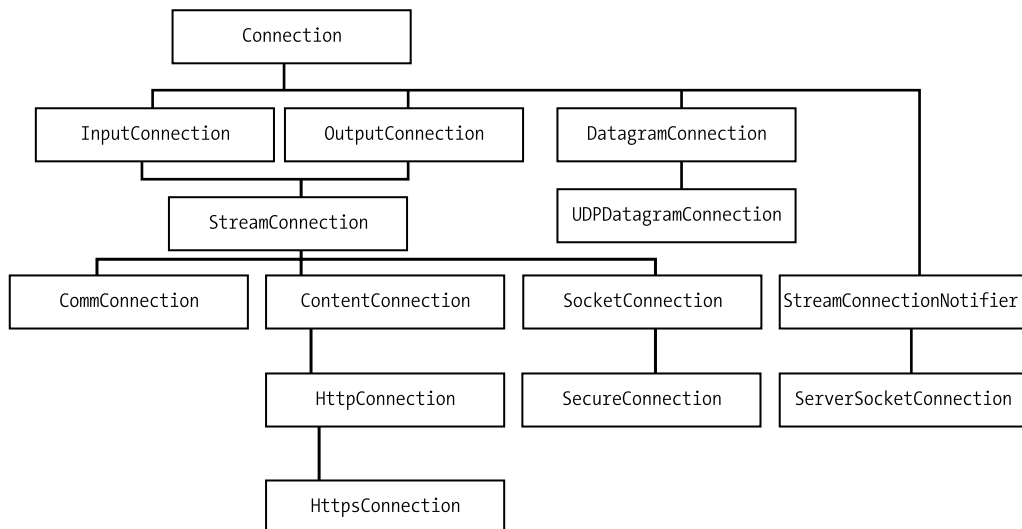 Connection
InputConnection
OutputConnection
DatagramConnection
UDPDatagramConnection
StreamConnection
CommConnection
ContentConnection
SocketConnection
StreamConnectionNotifier
HttpConnection
SecureConnection
ServerSocketConnection
HttpsConnection